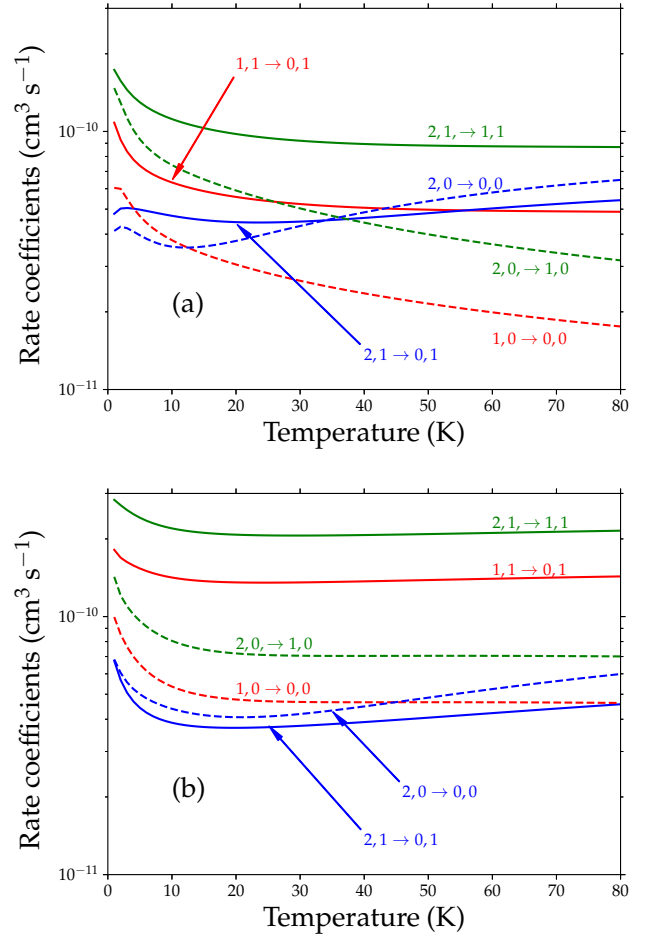 Rate coefficients (cm³ s⁻¹)
10⁻¹⁰
10⁻¹¹
1, 1 → 0, 1
2, 1, → 1, 1
2, 0 → 0, 0
2, 0, → 1, 0
1, 0 → 0, 0
2, 1 → 0, 1
(a)
0 10 20 30 40 50 60 70 80
Temperature (K)
Rate coefficients (cm³ s⁻¹)
10⁻¹⁰
10⁻¹¹
2, 1, → 1, 1
1, 1 → 0, 1
2, 0, → 1, 0
1, 0 → 0, 0
2, 0 → 0, 0
2, 1 → 0, 1
(b)
0 10 20 30 40 50 60 70 80
Temperature (K)